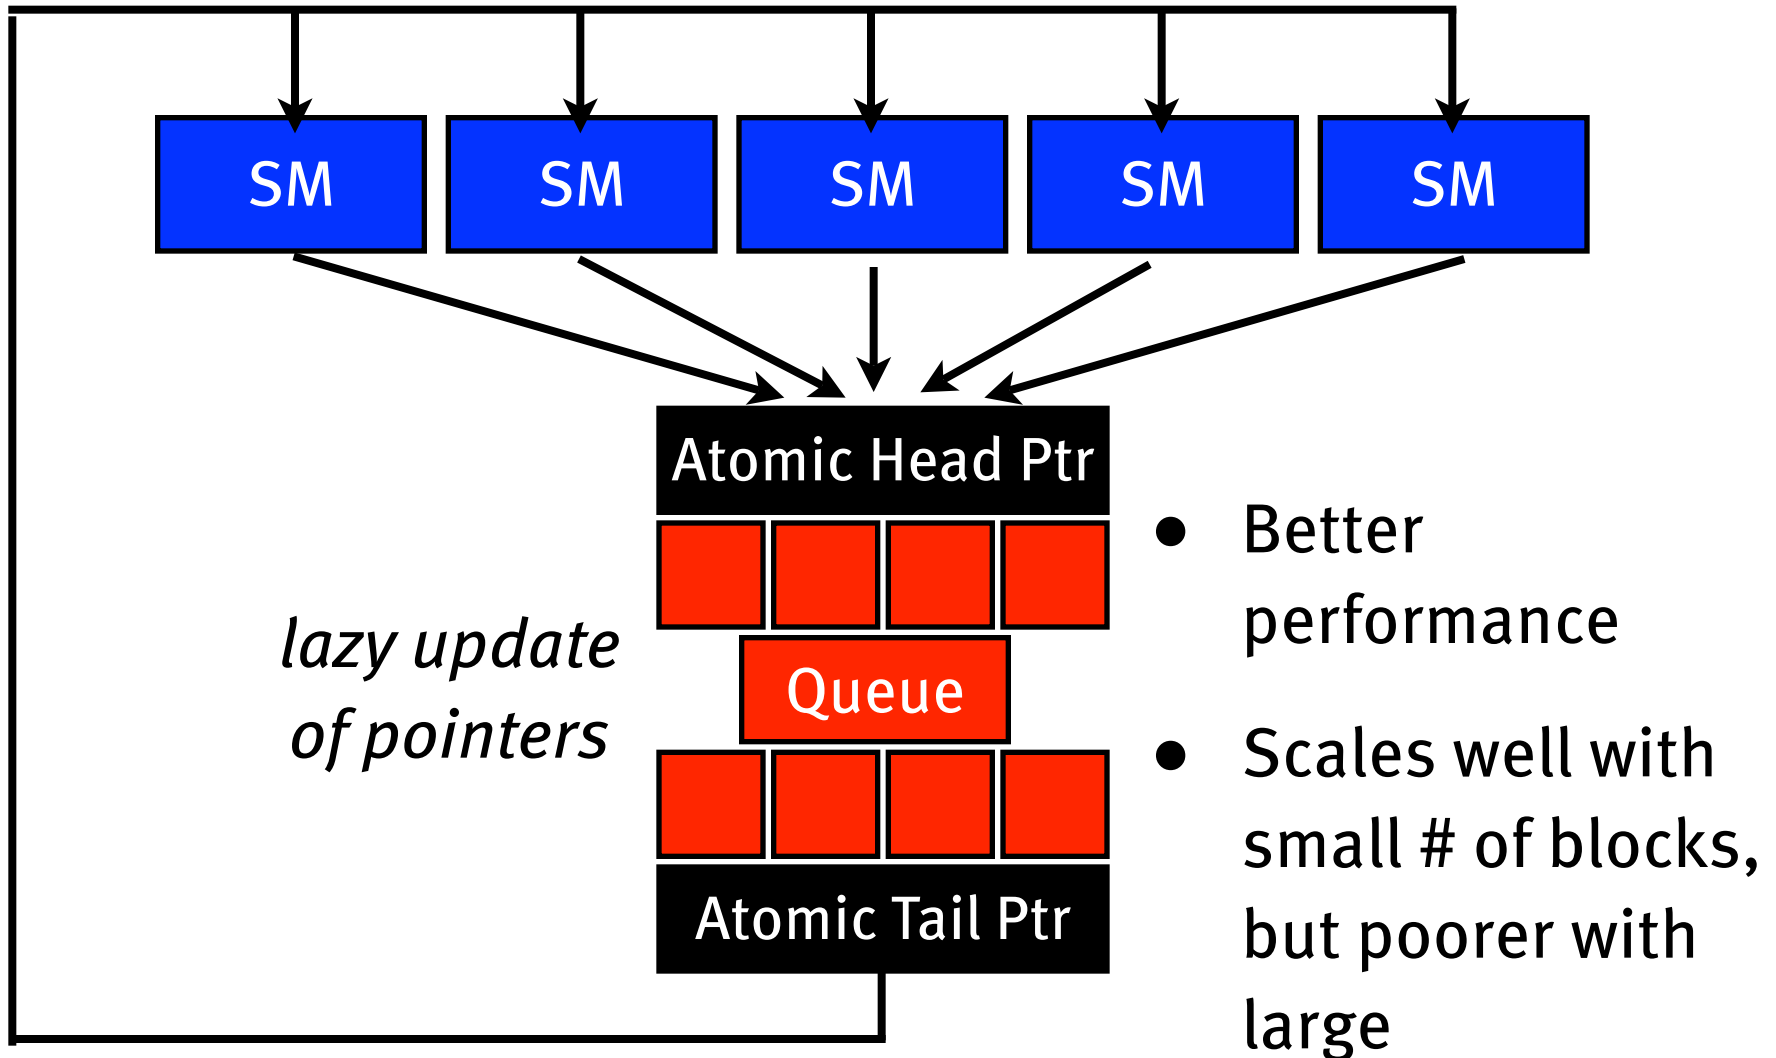 SM SM SM SM SM
Atomic Head Ptr
lazy update
of pointers
Queue
Atomic Tail Ptr
● Better
performance
● Scales well with
small # of blocks,
but poorer with
large